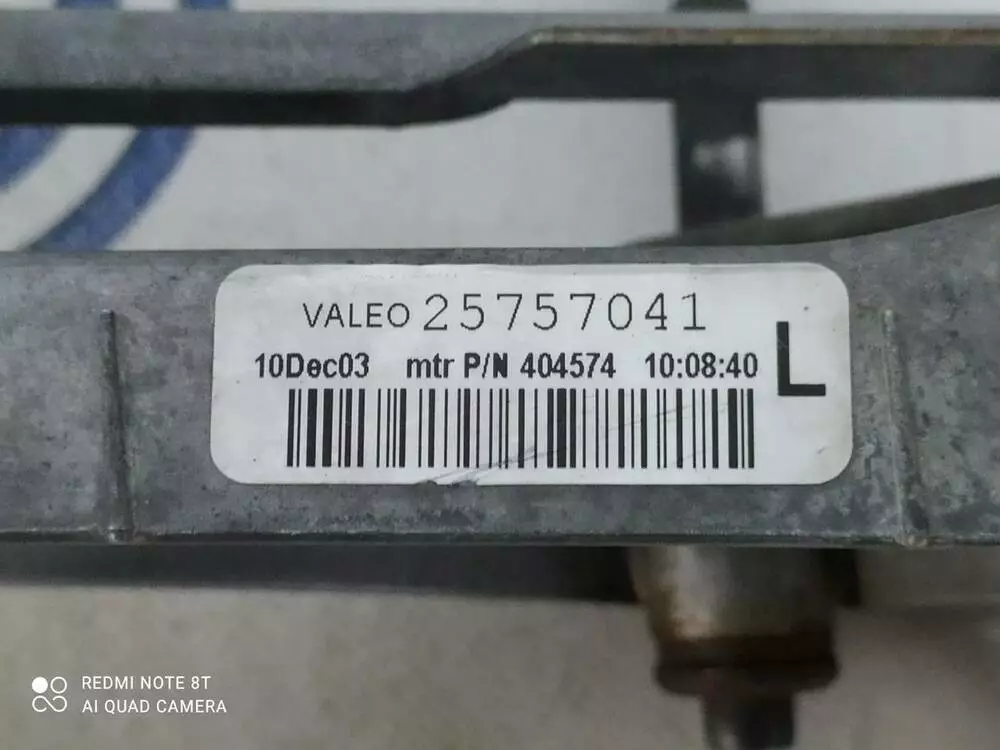 VALEO 25757041
10Dec03 mtr P/N 404574 10:08:40
L
REDMI NOTE 8T
AI QUAD CAMERA